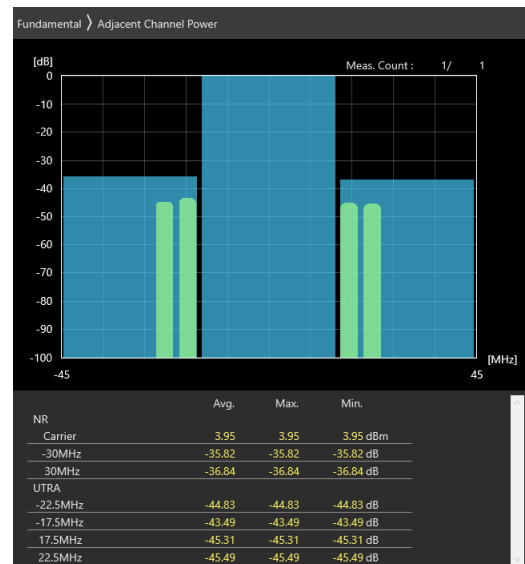 Fundamental 〉 Adjacent Channel Power
[dB]
Meas. Count : 1/ 1
0
-10
-20
-30
-40
-50
-60
-70
-80
-90
-100
[MHz]
-45 45
Avg. Max. Min.
NR
Carrier 3.95 3.95 3.95 dBm
-30MHz -35.82 -35.82 -35.82 dB
30MHz -36.84 -36.84 -36.84 dB
UTRA
-22.5MHz -44.83 -44.83 -44.83 dB
-17.5MHz -43.49 -43.49 -43.49 dB
17.5MHz -45.31 -45.31 -45.31 dB
22.5MHz -45.49 -45.49 -45.49 dB